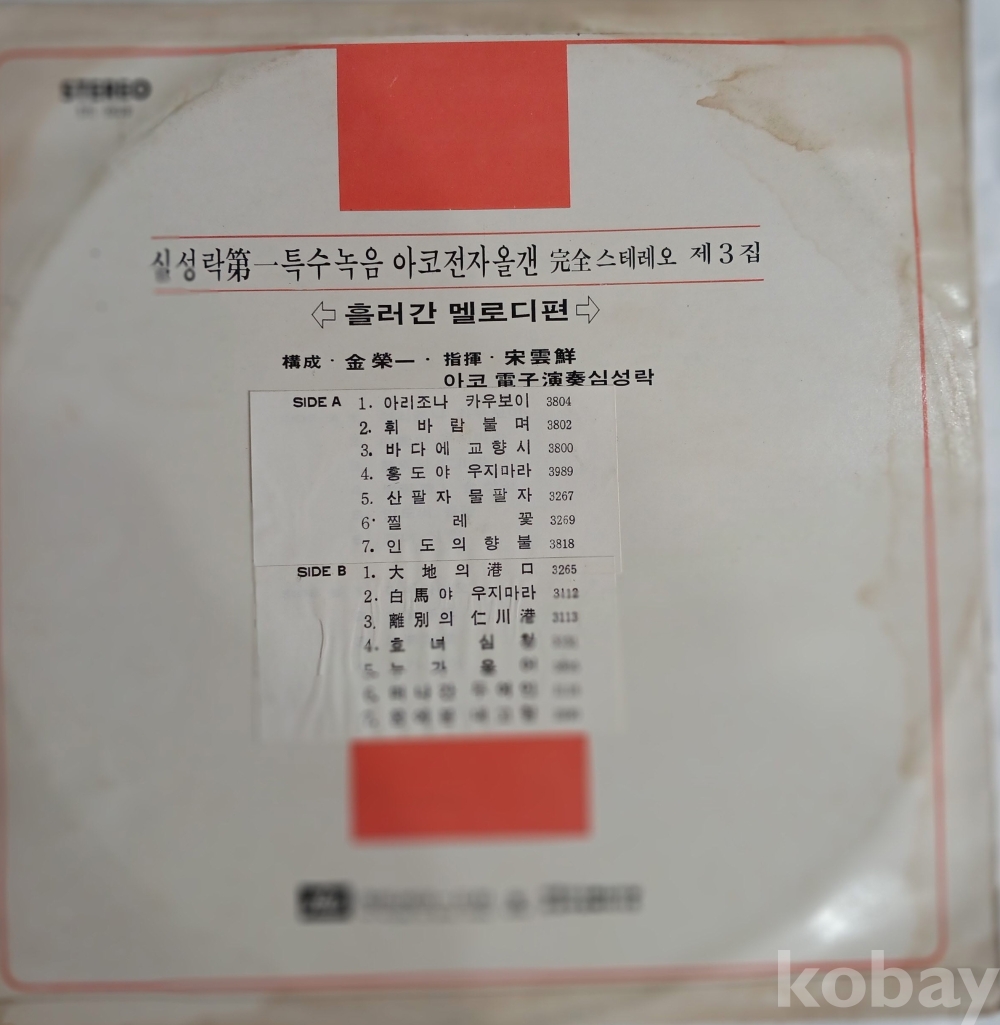 STEREO
심성락 第一 특수녹음 아코전자올갠 完全 스테레오 제3집
흘러간 멜로디편
構成 · 金榮一 · 指揮 · 宋雲鮮
아코 電子演奏심성락
SIDE A 1. 아리조나 카우보이 3804
2. 휘바람불며 3802
3. 바다에 교향시 3800
4. 홍도야 우지마라 3989
5. 산팔자 물팔자 3267
6. 찔레꽃 3269
7. 인도의향불 3818
SIDE B 1. 大地의港口 3265
2. 白馬야 우지마라 3112
3. 離別의 仁川港 3113
4. 효녀 심청
5. 누가 울어
kobay